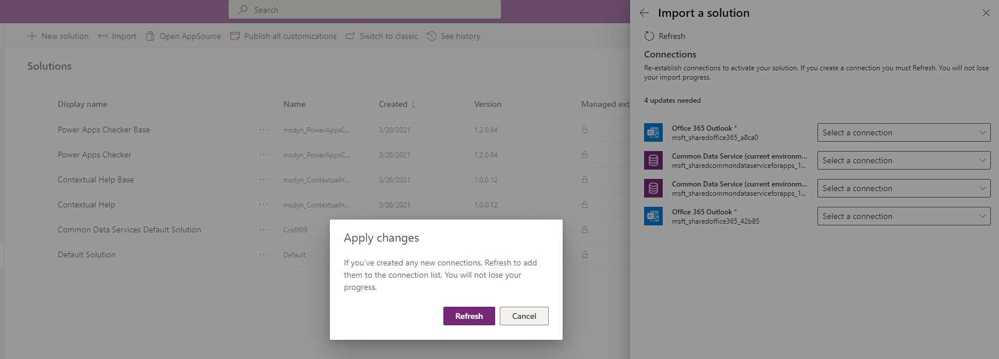 Search
New solution Import Open AppSource Publish all customizations Switch to classic See history
Solutions
Display name Name Created Version Managed ext
Power Apps Checker Base ··· msdyn_PowerAppsC... 3/20/2021 1.2.0.64
Power Apps Checker ··· msdyn_PowerAppsC... 3/20/2021 1.2.0.64
Contextual Help Base ··· msdyn_ContextualH... 3/20/2021 1.0.0.12
Contextual Help ··· msdyn_ContextualH... 3/20/2021 1.0.0.12
Common Data Services Default Solution ··· Cra6f09
Default Solution ··· Default
Apply changes
If you've created any new connections, Refresh to add
them to the connection list. You will not lose your
progress.
Refresh Cancel
Import a solution
Refresh
Connections
Re-establish connections to activate your solution. If you create a connection you must Refresh. You will not lose
your import progress.
4 updates needed
Office 365 Outlook *
msft_sharedoffice365_a8ca0
Select a connection
Common Data Service (current environm...
msft_sharedcommondataserviceforapps_1...
Select a connection
Common Data Service (current environm...
msft_sharedcommondataserviceforapps_1...
Select a connection
Office 365 Outlook *
msft_sharedoffice365_42b85
Select a connection